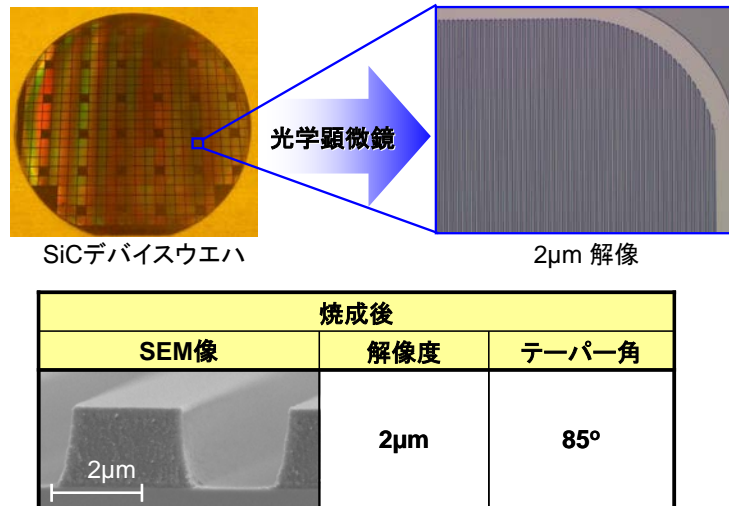 光学顕微鏡
SiCデバイスウエハ
2μm 解像
焼成後
SEM像
解像度
テーパー角
2μm
2μm
85º